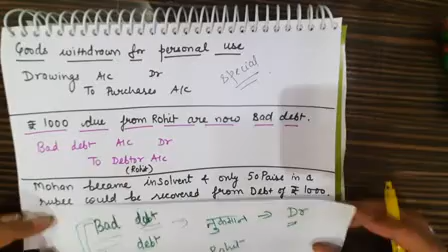 Goods withdrawn for personal use
Drawings A/c Dr
To Purchases A/c
Special
₹ 1000 due from Rohit are now Bad debt.
Bad debt A/c Dr
To Debtor A/c
(Rohit)
Mohan became insolvent & only 50 Paise in a
rupee could be recovered from Debt of ₹ 1000.
Bad debt → नुकसान → Dr
debt Rohit